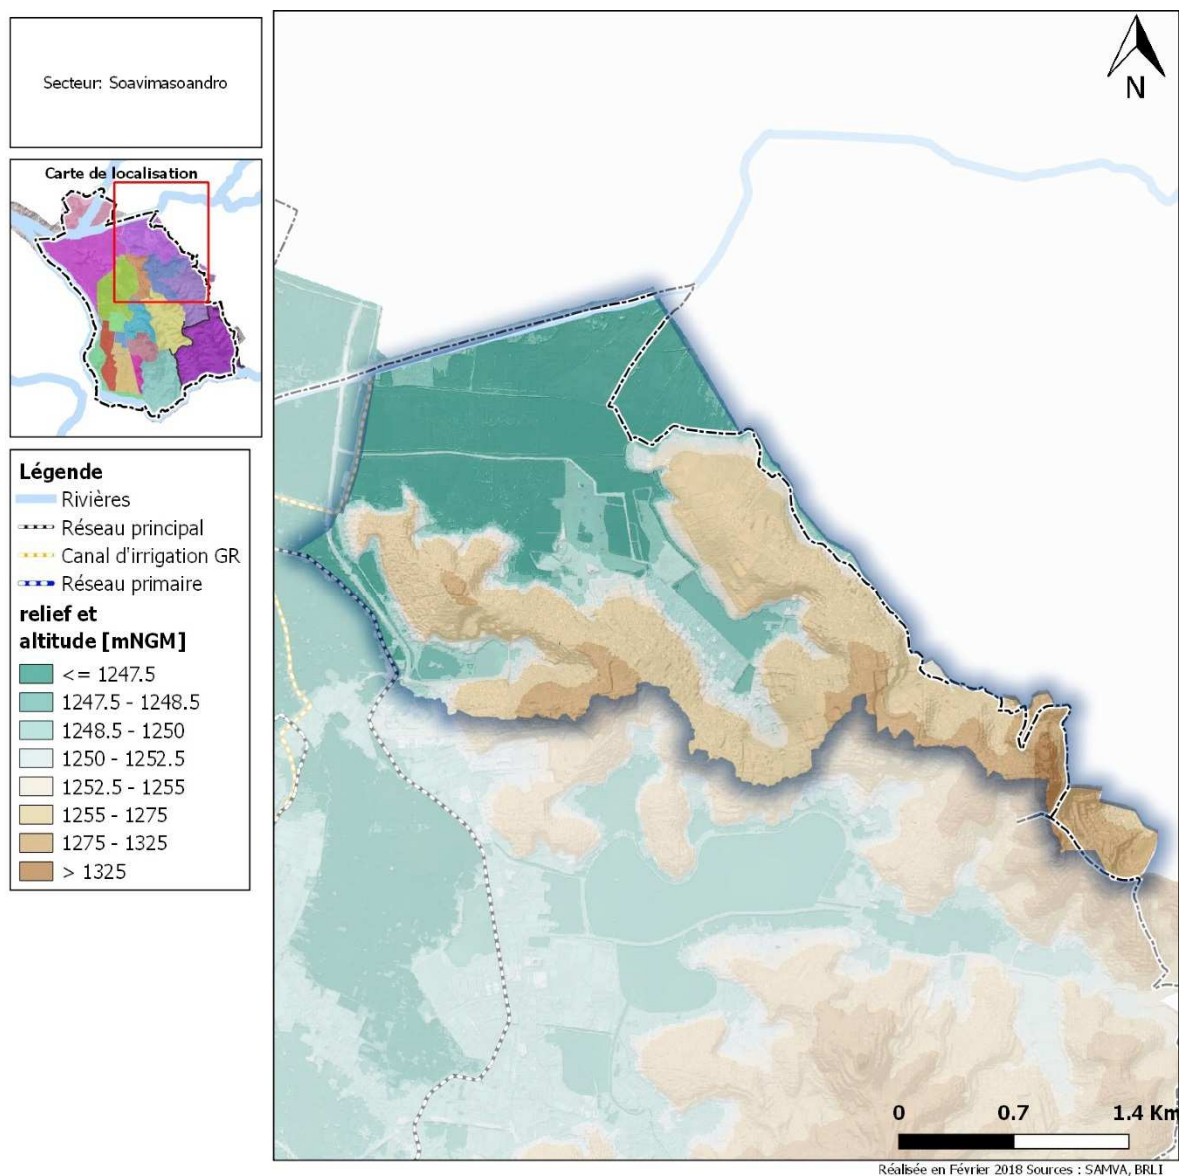 Secteur: Soavimasoandro
Carte de localisation
Légende
Rivières
Réseau principal
Canal d'irrigation GR
Réseau primaire
relief et
altitude [mNGM]
<= 1247.5
1247.5 - 1248.5
1248.5 - 1250
1250 - 1252.5
1252.5 - 1255
1255 - 1275
1275 - 1325
> 1325
N
0 0.7 1.4 Km
Réalisée en Février 2018 Sources : SAMVA, BRLI